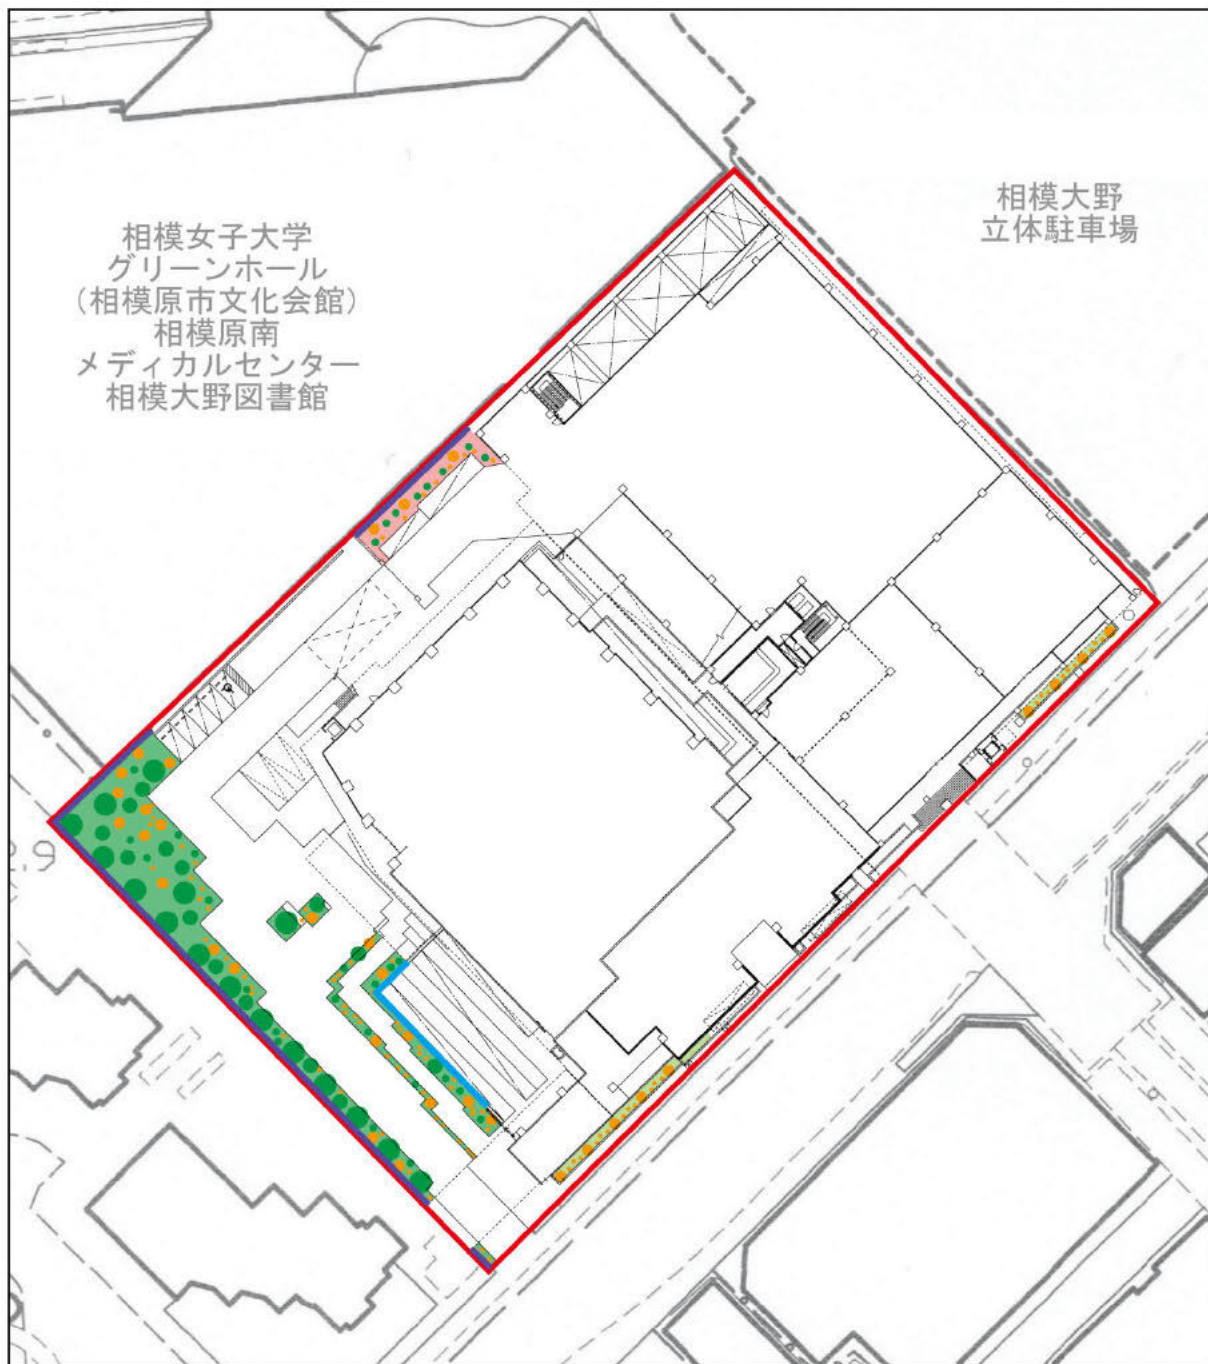 相模女子大学
グリーンホール
(相模原市文化会館)
相模原南
メディカルセンター
相模大野図書館
相模大野
立体駐車場
.9